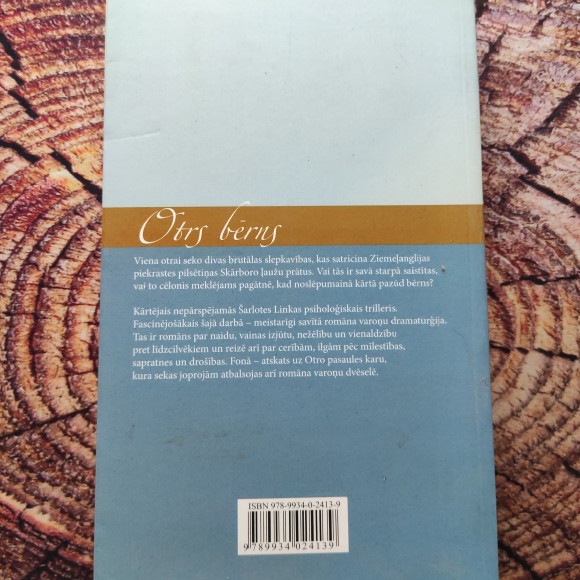 Otrs bērns
Viena otrai seko divas brutālas slepkavības, kas satricina Ziemeļanglijas
piekrastes pilsētiņas Skārboro ļaužu prātus. Vai tās ir savā starpā saistītas,
vai to cēlonis meklējams pagātnē, kad noslēpumainā kārtā pazūd bērns?
Kārtējais nepārspējamās Šarlotes Linkas psiholoģiskais trilleris.
Fascinējošākais šajā darbā – meistarīgi savītā romāna varoņu dramaturģija.
Tas ir romāns par naidu, vainas izjūtu, nežēlību un vienaldzību
pret līdzcilvēkiem un reizē arī par cerībām, ilgām pēc mīlestības,
sapratnes un drošības. Fonā – atskats uz Otro pasaules karu,
kura sekas joprojām atbalsojas arī romāna varoņu dvēselē.
ISBN 978-9934-0-2413-9
9 789934 024139